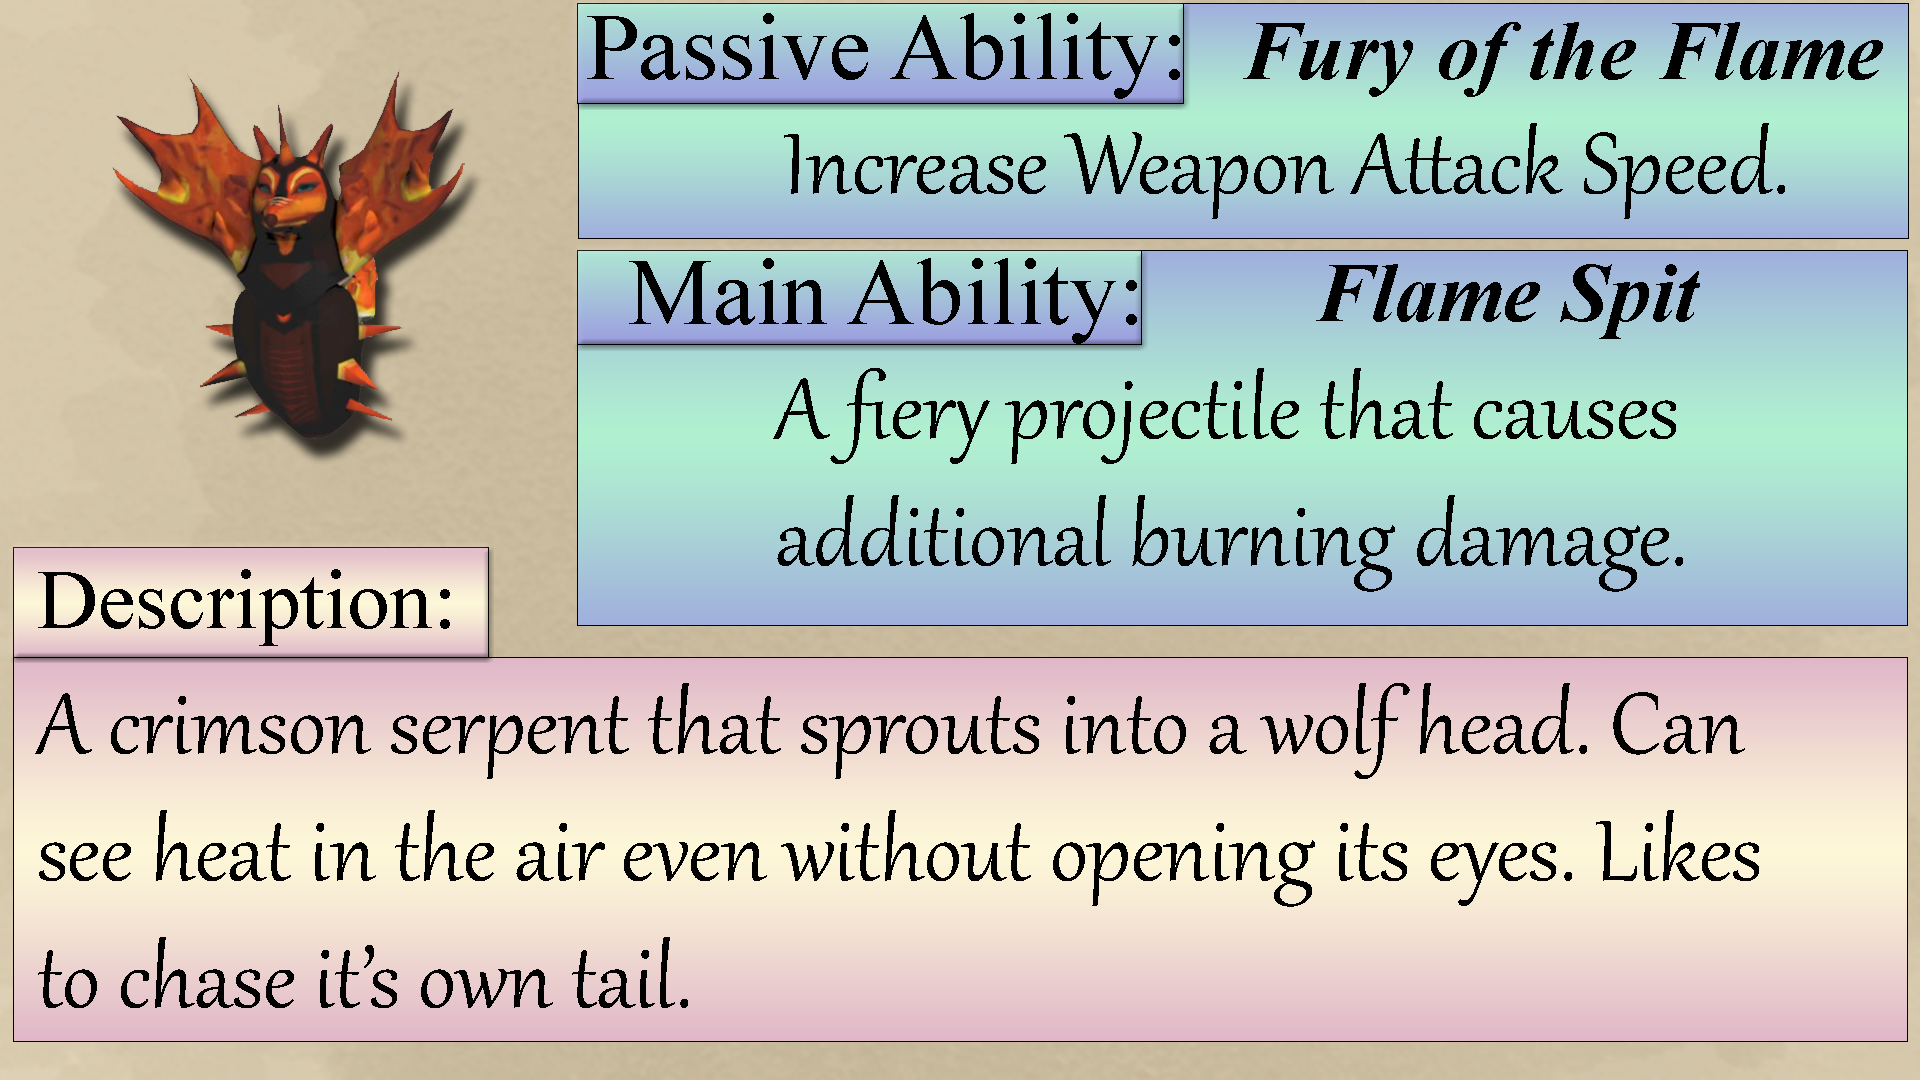 Passive Ability: Fury of the Flame
Increase Weapon Attack Speed.
Main Ability: Flame Spit
A fiery projectile that causes
additional burning damage.
Description:
A crimson serpent that sprouts into a wolf head. Can
see heat in the air even without opening its eyes. Likes
to chase it’s own tail.